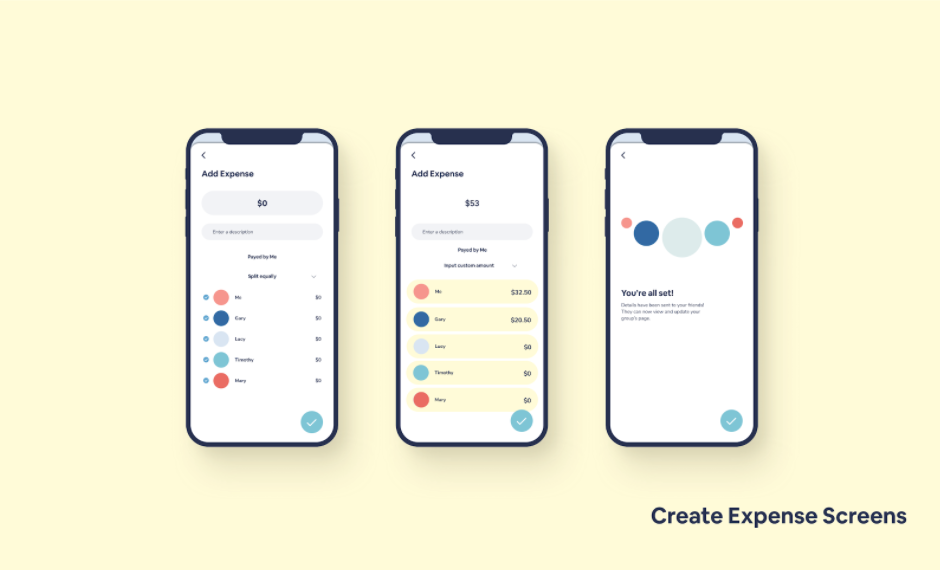 Add Expense
$0
Enter a description
Payed by Me
Split equally
Me $0
Gary $0
Lucy $0
Timothy $0
Mary $0
Add Expense
$53
Enter a description
Payed by Me
Input custom amount
Me $32.50
Gary $20.50
Lucy $0
Timothy $0
Mary $0
You're all set!
Details have been sent to your friends!
They can now view and update your
group's page.
Create Expense Screens